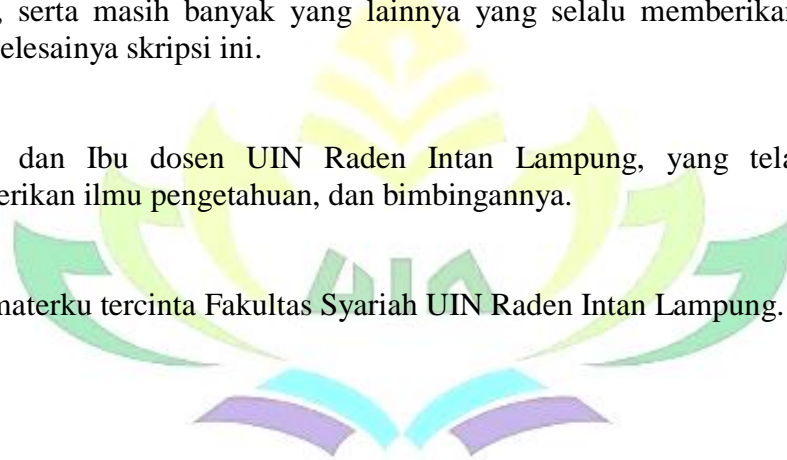 , serta masih banyak yang lainnya yang selalu memberikan
elesainya skripsi ini.
dan Ibu dosen UIN Raden Intan Lampung, yang tela
erikan ilmu pengetahuan, dan bimbingannya.
materku tercinta Fakultas Syariah UIN Raden Intan Lampung.
UIN